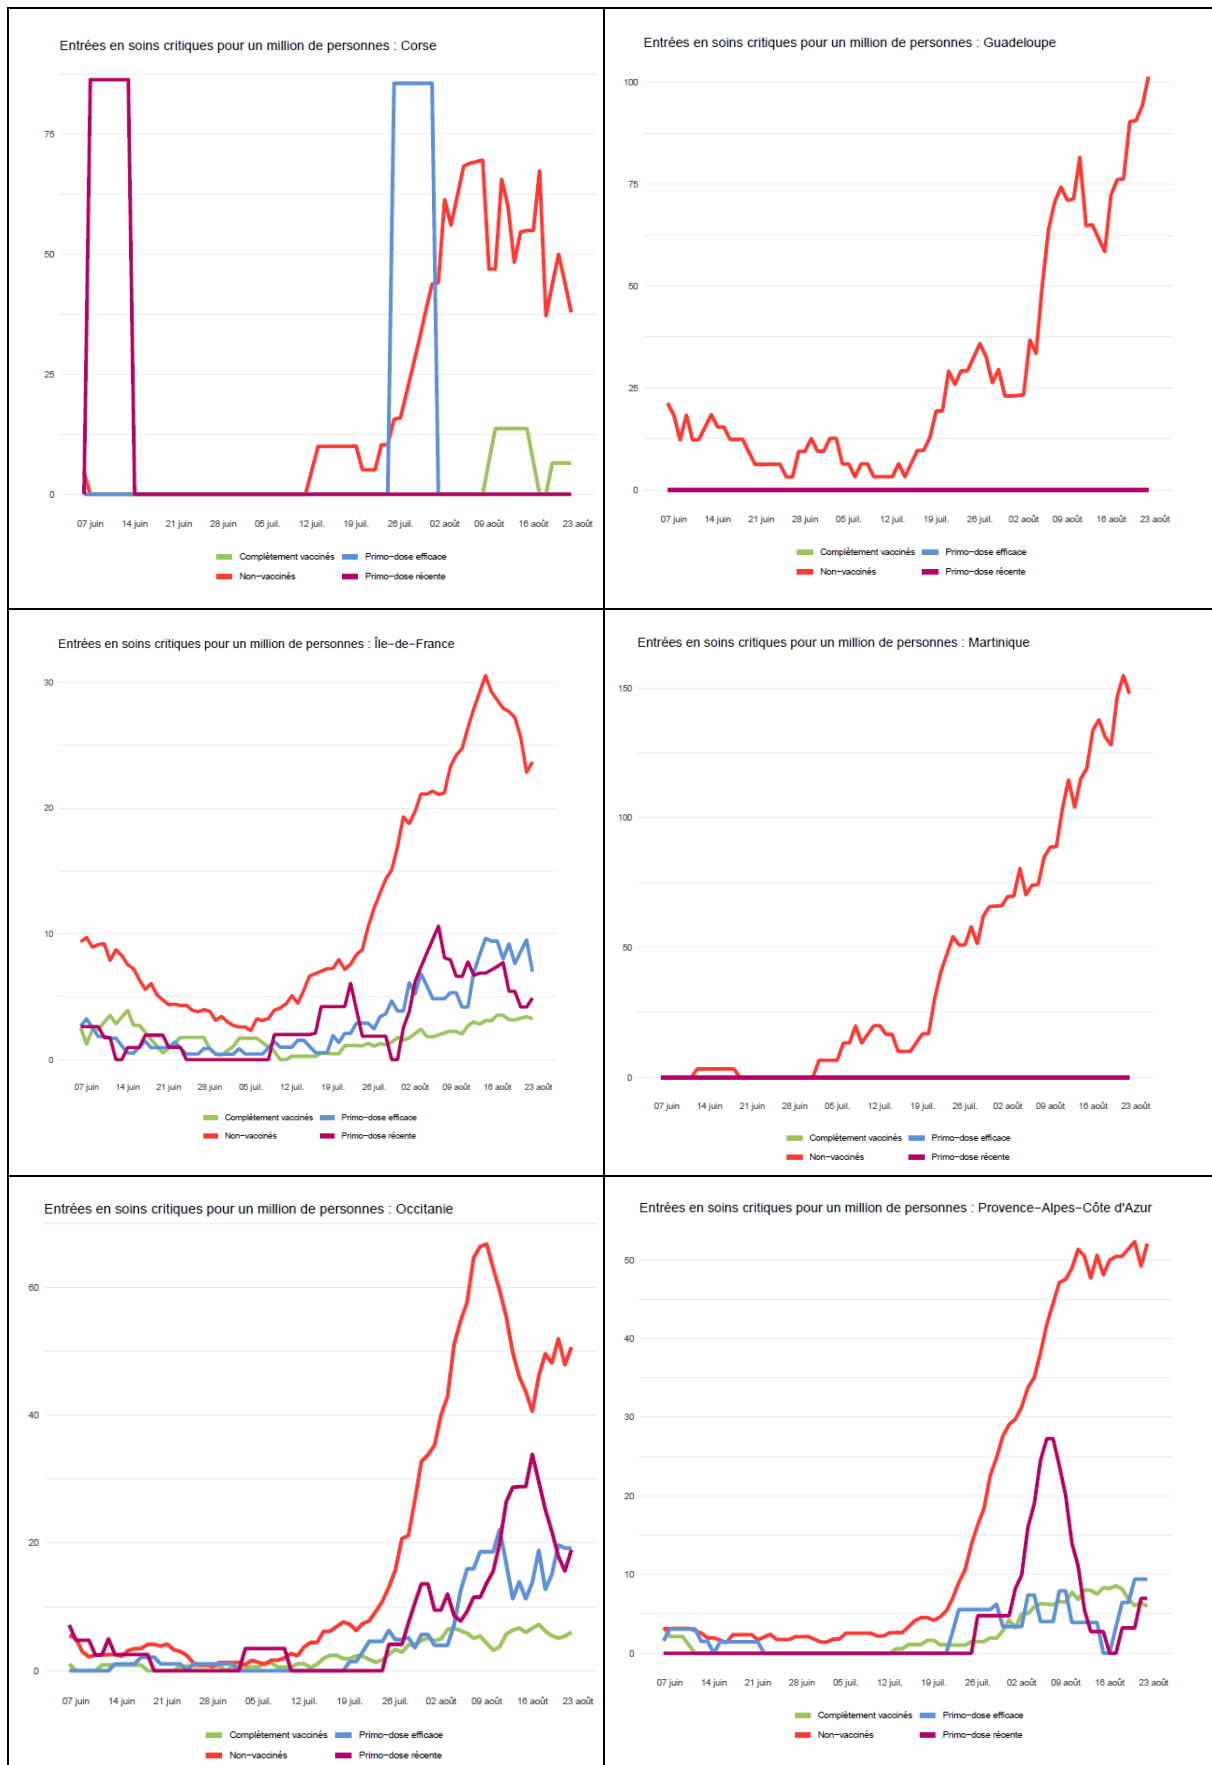 Entrées en soins critiques pour un million de personnes : Corse
75
50
25
0
07 juin 14 juin 21 juin 28 juin 05 juil. 12 juil. 19 juil. 26 juil. 02 août 09 août 16 août 23 août
Complètement vaccinés Primo-dose efficace
Non-vaccinés Primo-dose récente
Entrées en soins critiques pour un million de personnes : Guadeloupe
100
75
50
25
0
07 juin 14 juin 21 juin 28 juin 05 juil. 12 juil. 19 juil. 26 juil. 02 août 09 août 16 août 23 août
Complètement vaccinés Primo-dose efficace
Non-vaccinés Primo-dose récente
Entrées en soins critiques pour un million de personnes : Île-de-France
30
20
10
0
07 juin 14 juin 21 juin 28 juin 05 juil. 12 juil. 19 juil. 26 juil. 02 août 09 août 16 août 23 août
Complètement vaccinés Primo-dose efficace
Non-vaccinés Primo-dose récente
Entrées en soins critiques pour un million de personnes : Martinique
150
100
50
0
07 juin 14 juin 21 juin 28 juin 05 juil. 12 juil. 19 juil. 26 juil. 02 août 09 août 16 août 23 août
Complètement vaccinés Primo-dose efficace
Non-vaccinés Primo-dose récente
Entrées en soins critiques pour un million de personnes : Occitanie
60
40
20
0
07 juin 14 juin 21 juin 28 juin 05 juil. 12 juil. 19 juil. 26 juil. 02 août 09 août 16 août 23 août
Complètement vaccinés Primo-dose efficace
Non-vaccinés Primo-dose récente
Entrées en soins critiques pour un million de personnes : Provence-Alpes-Côte d'Azur
50
40
30
20
10
0
07 juin 14 juin 21 juin 28 juin 05 juil. 12 juil. 19 juil. 26 juil. 02 août 09 août 16 août 23 août
Complètement vaccinés Primo-dose efficace
Non-vaccinés Primo-dose récente